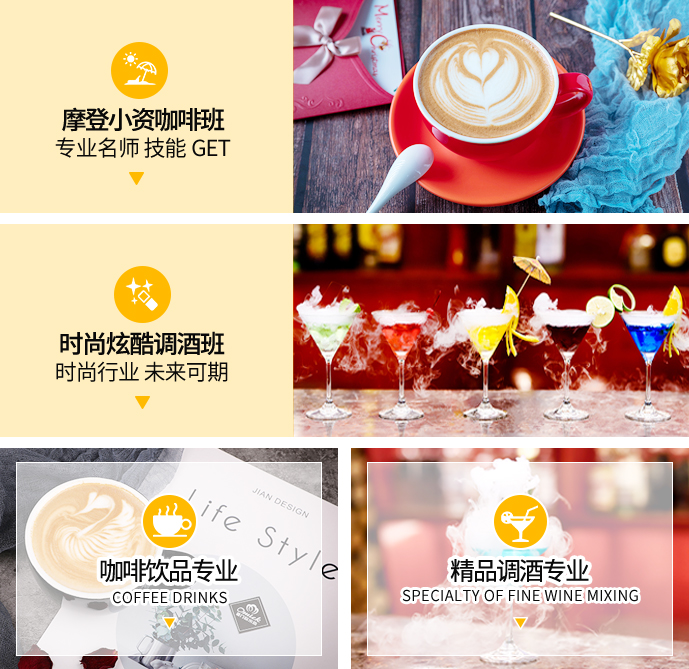 摩登小资咖啡班
专业名师 技能 GET
时尚炫酷调酒班
时尚行业 未来可期
JIAN DESIGN
Life Style
咖啡饮品专业
COFFEE DRINKS
精品调酒专业
SPECIALTY OF FINE WINE MIXING